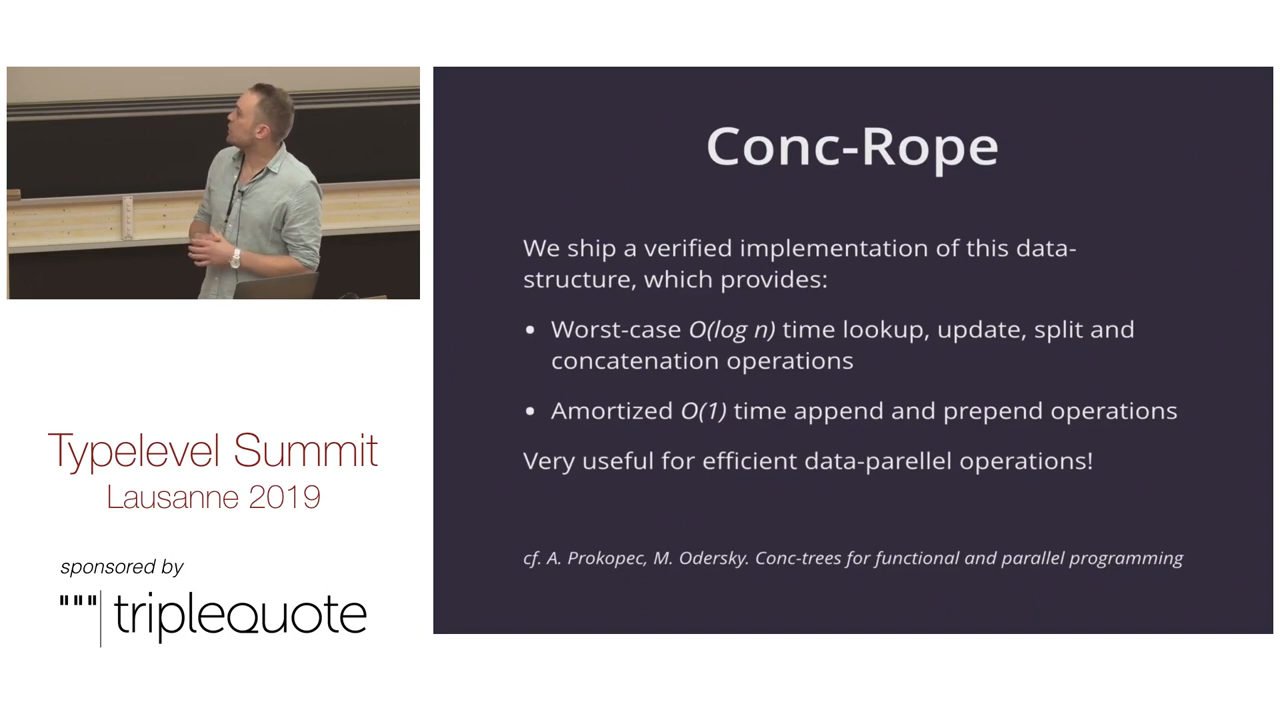 Conc-Rope
We ship a verified implementation of this data-
structure, which provides:
• Worst-case O(log n) time lookup, update, split and
concatenation operations
• Amortized O(1) time append and prepend operations
Very useful for efficient data-parellel operations!
cf. A. Prokopec, M. Odersky. Conc-trees for functional and parallel programming
Typelevel Summit
Lausanne 2019
sponsored by
"""|triplequote